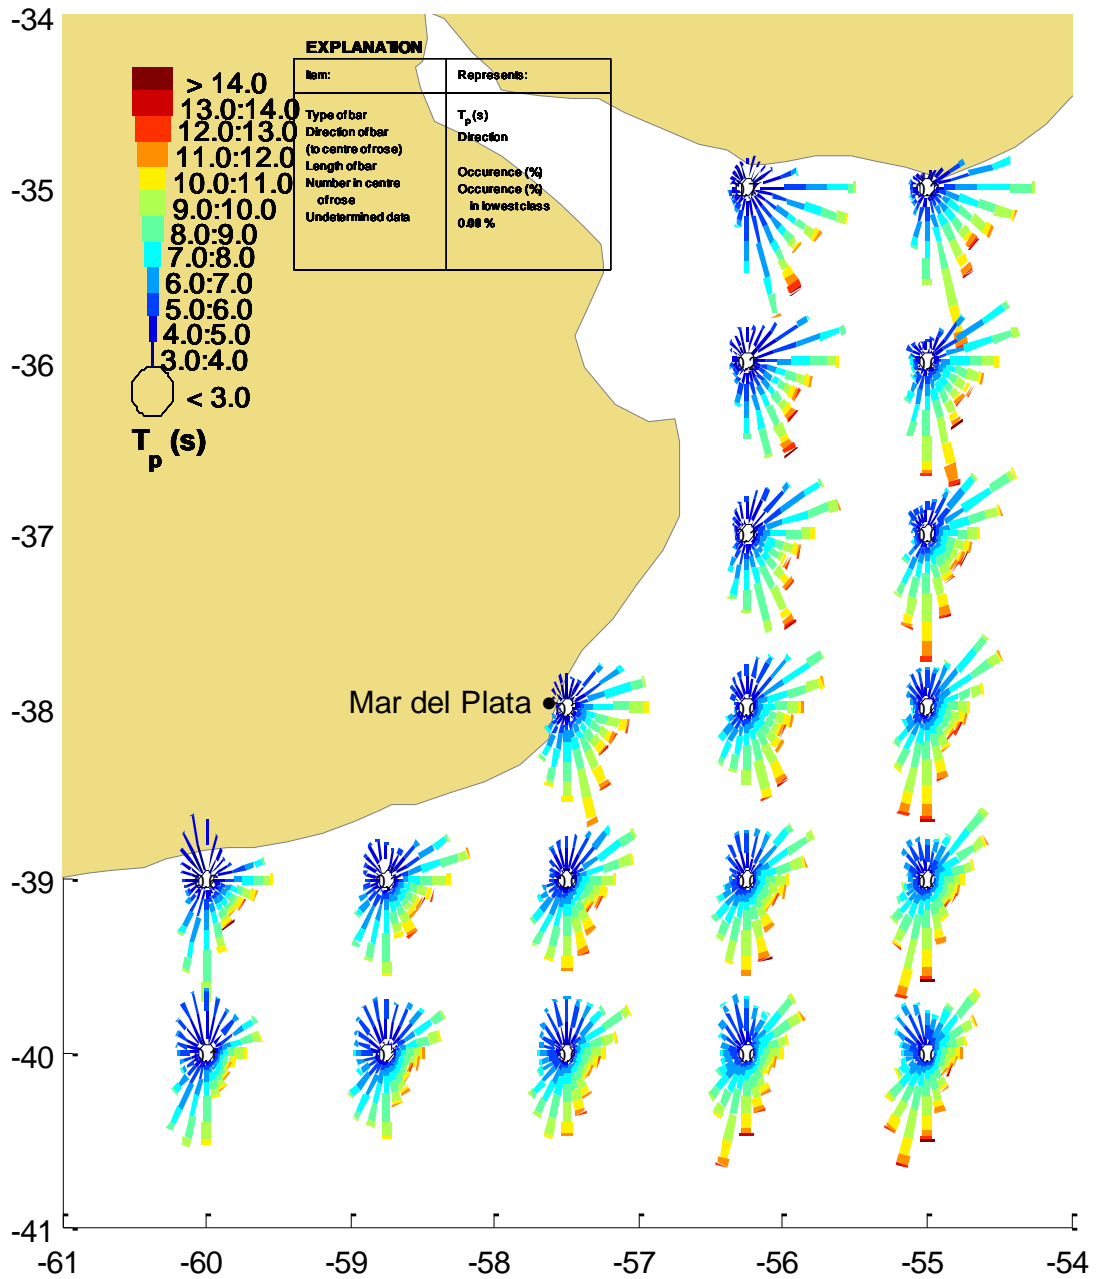 -34
EXPLANATION
Item: Represents:
Type of bar Tp (s)
Direction of bar Direction
(to centre of rose)
Length of bar Occurence (%)
Number in centre Occurence (%)
of rose in lowest class
Undetermined data
> 14.0
13.0:14.0
12.0:13.0
11.0:12.0
10.0:11.0
9.0:10.0
8.0:9.0
7.0:8.0
6.0:7.0
5.0:6.0
4.0:5.0
3.0:4.0
< 3.0
Tp (s)
-35
-36
-37
-38
Mar del Plata
-39
-40
-41
-61 -60 -59 -58 -57 -56 -55 -54